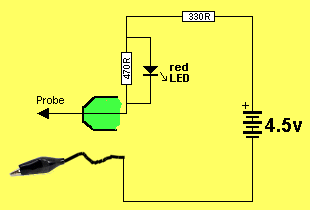 330R
470R
red
LED
Probe
+
4.5v